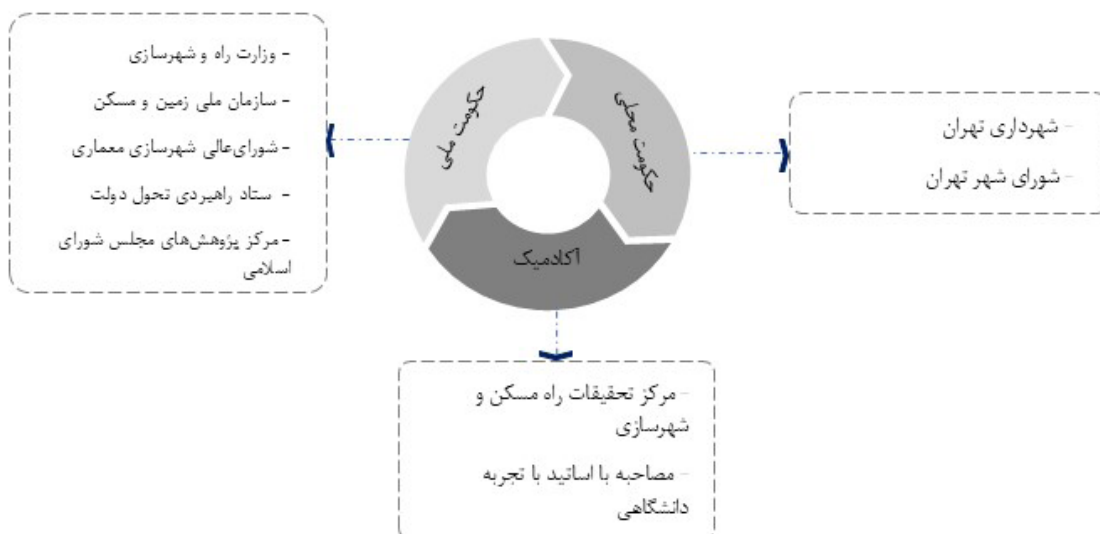 حکومت ملی
حکومت محلی
آکادمیک
- وزارت راه و شهرسازی
- سازمان ملی زمین و مسکن
- شورای‌عالی شهرسازی معماری
- ستاد راهبردی تحول دولت
- مرکز پژوهش‌های مجلس شورای
اسلامی
- شهرداری تهران
- شورای شهر تهران
- مرکز تحقیقات راه مسکن و
شهرسازی
- مصاحبه با اساتید با تجربه
دانشگاهی